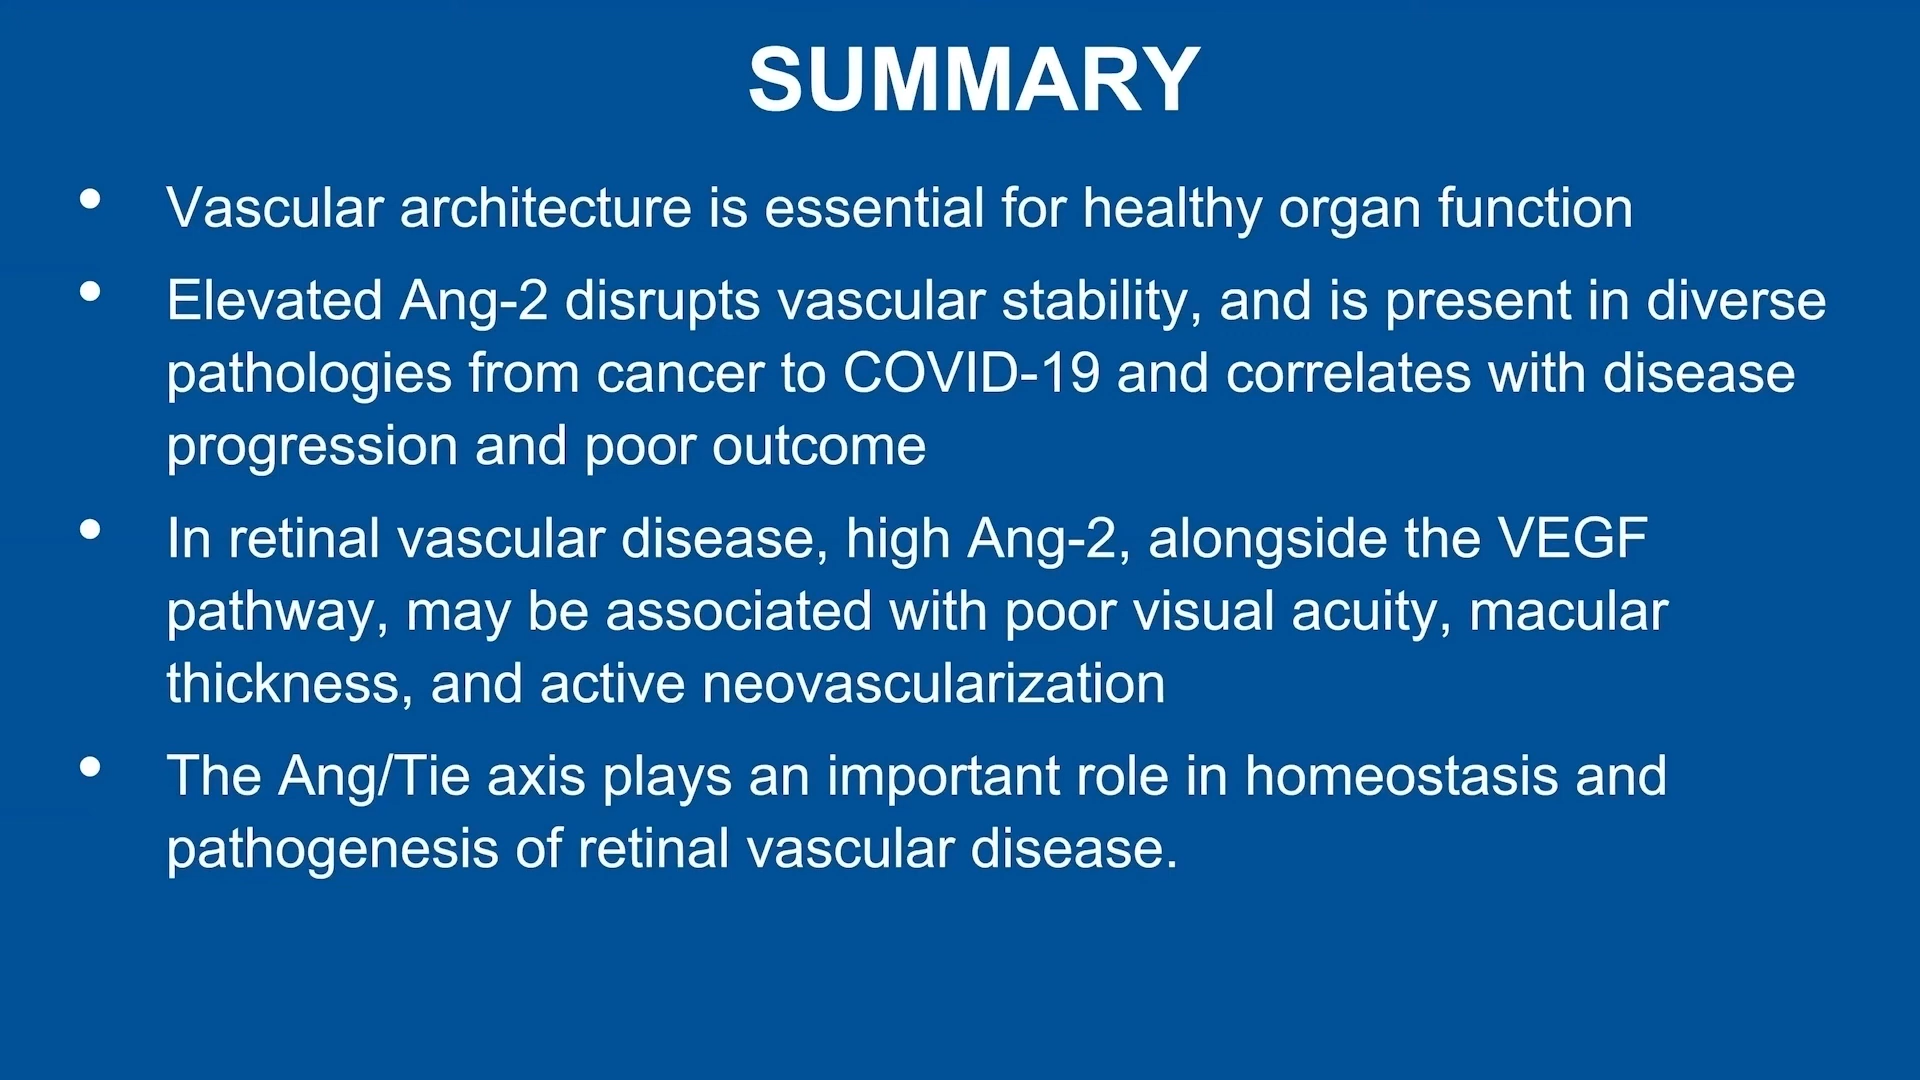 SUMMARY
• Vascular architecture is essential for healthy organ function
• Elevated Ang-2 disrupts vascular stability, and is present in diverse
pathologies from cancer to COVID-19 and correlates with disease
progression and poor outcome
• In retinal vascular disease, high Ang-2, alongside the VEGF
pathway, may be associated with poor visual acuity, macular
thickness, and active neovascularization
• The Ang/Tie axis plays an important role in homeostasis and
pathogenesis of retinal vascular disease.